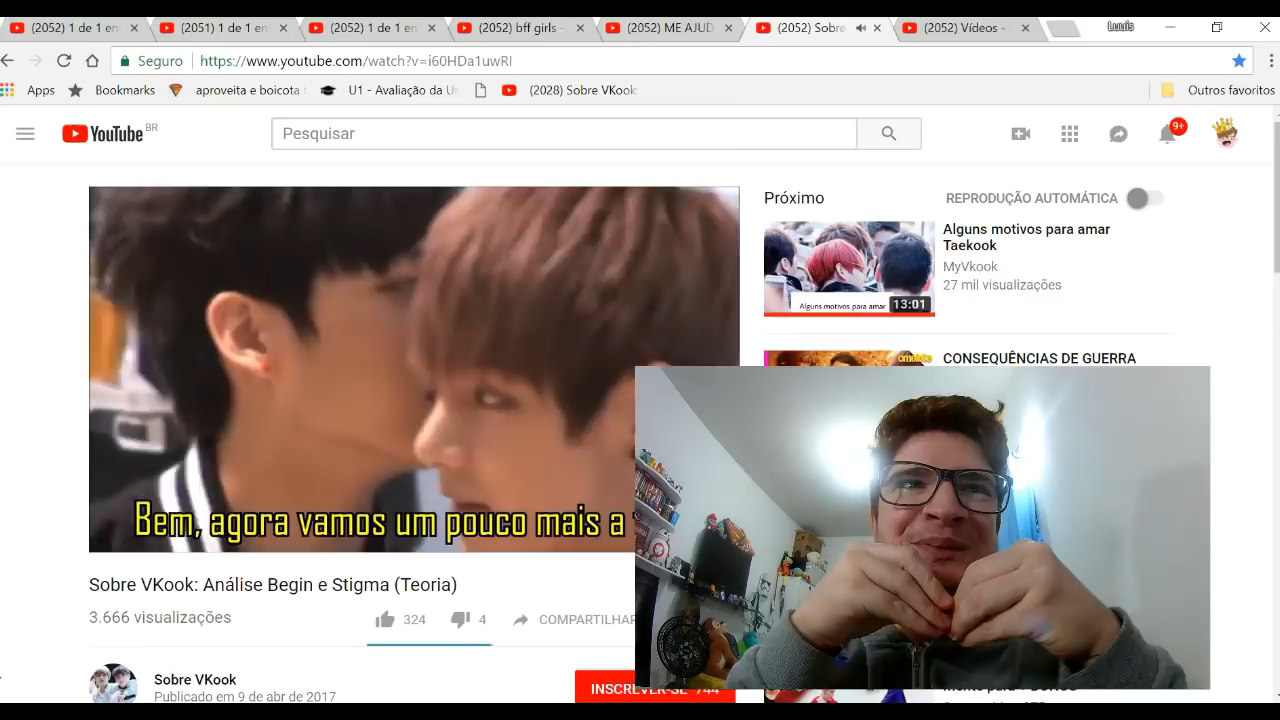 (2052) 1 de 1 en
(2051) 1 de 1 en
(2052) 1 de 1 en
(2052) bff girls -
(2052) ME AJUD
(2052) Sobre
(2052) Vídeos -
Luuis
Seguro
https://www.youtube.com/watch?v=i60HDa1uwRI
Apps
Bookmarks
aproveita e boicota
U1 - Avaliação da Un
(2028) Sobre VKook
Outros favoritos
YouTube BR
Pesquisar
9+
Próximo
REPRODUÇÃO AUTOMÁTICA
Alguns motivos para amar
Taekook
MyVkook
27 mil visualizações
Alguns motivos para amar
13:01
omelete
CONSEQUÊNCIAS DE GUERRA
Bem, agora vamos um pouco mais a
Sobre VKook: Análise Begin e Stigma (Teoria)
3.666 visualizações
324
4
COMPARTILHAR
Sobre VKook
Publicado em 9 de abr de 2017
INSCREVER-SE 744